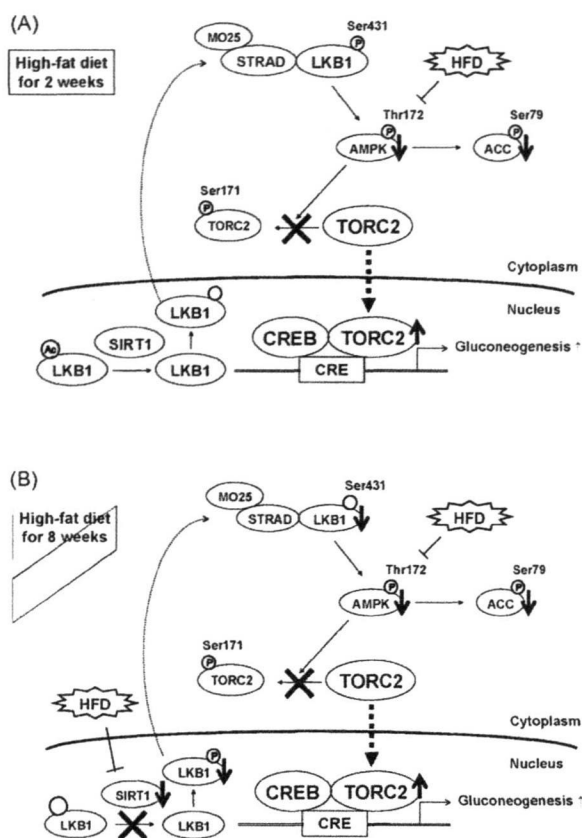 (A)
High-fat diet
for 2 weeks
MO25
STRAD
LKB1
Ser431
P
HFD
Thr172
P
AMPK
Ser79
P
ACC
Ser171
P
TORC2
TORC2
Cytoplasm
Nucleus
LKB1
SIRT1
Ac
LKB1
LKB1
CREB
TORC2
CRE
Gluconeogenesis ↑
(B)
High-fat diet
for 8 weeks
MO25
STRAD
LKB1
Ser431
HFD
Thr172
P
AMPK
Ser79
P
ACC
Ser171
P
TORC2
TORC2
HFD
Cytoplasm
Nucleus
P
LKB1
SIRT1
LKB1
LKB1
CREB
TORC2
CRE
Gluconeogenesis ↑